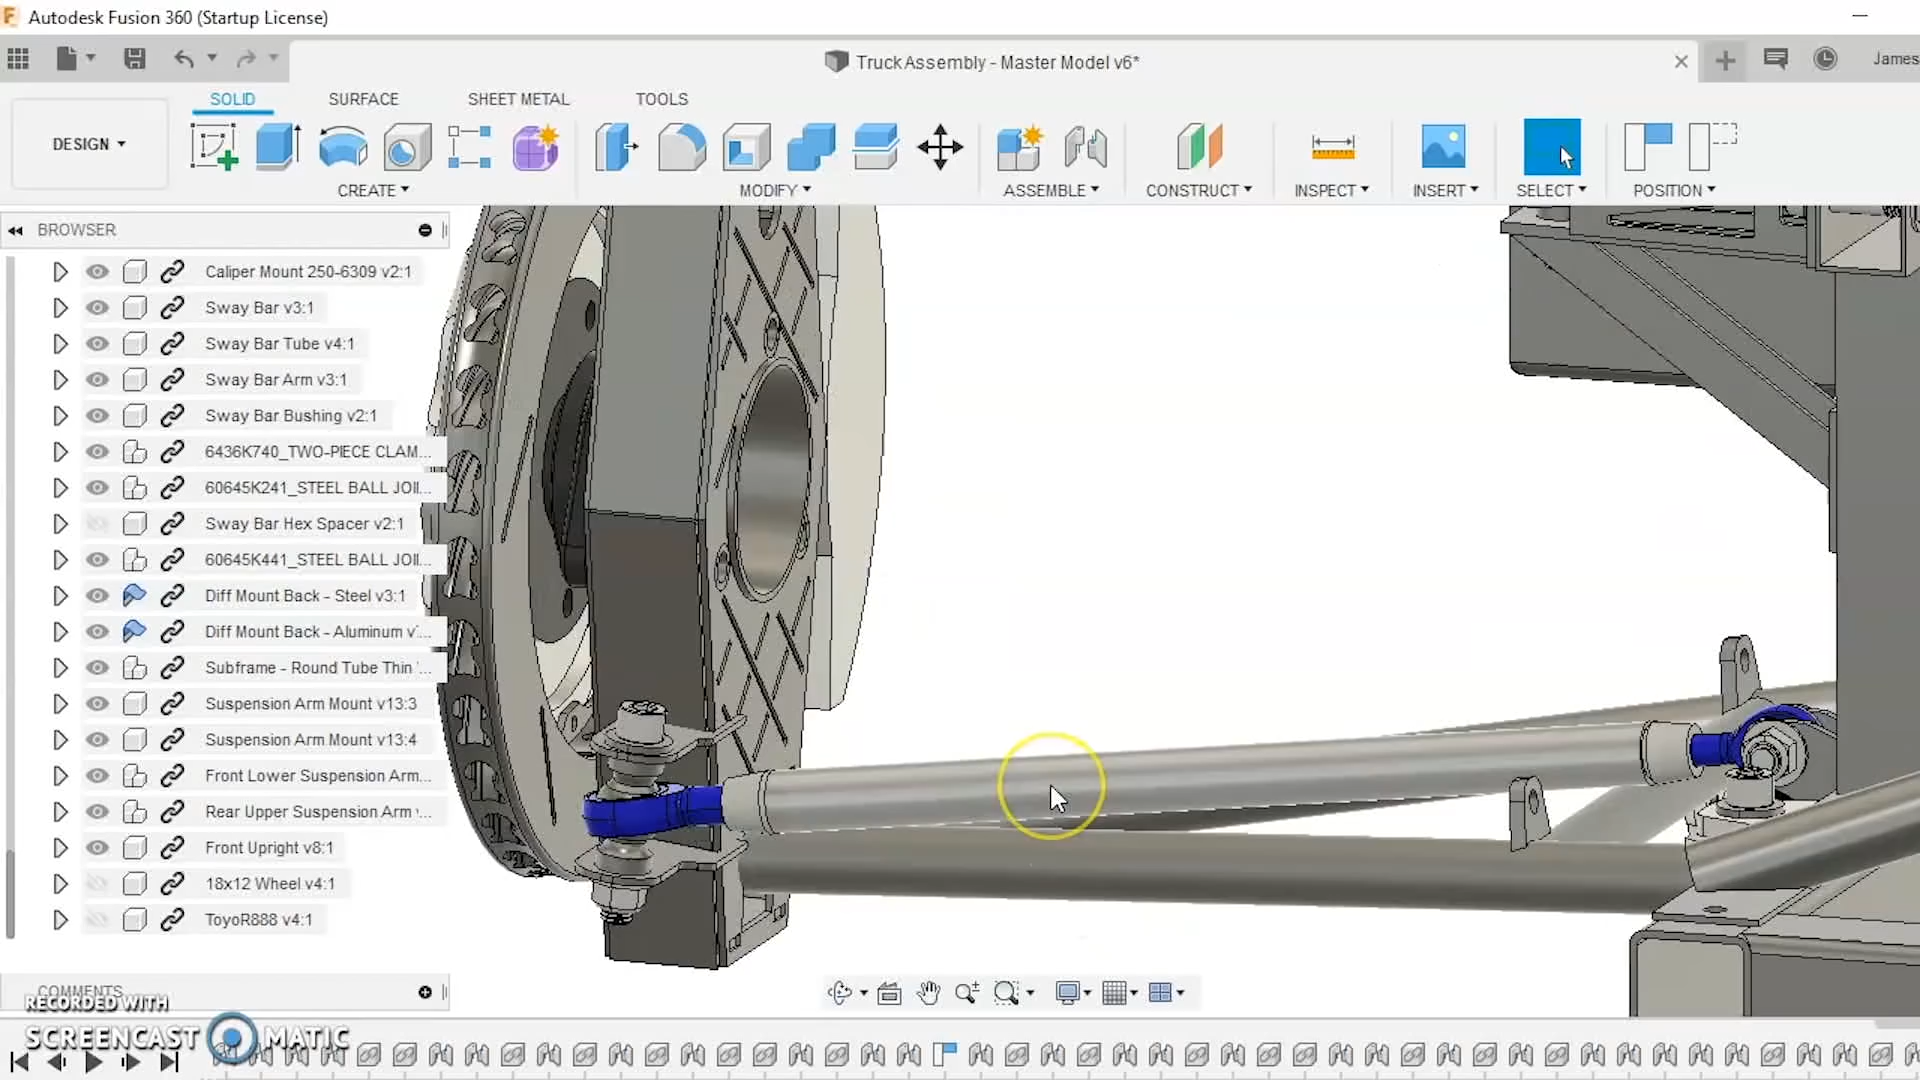 Autodesk Fusion 360 (Startup License)
Truck Assembly - Master Model v6*
James
SOLID SURFACE SHEET METAL TOOLS
DESIGN
CREATE MODIFY ASSEMBLE CONSTRUCT INSPECT INSERT SELECT POSITION
BROWSER
Caliper Mount 250-6309 v2:1
Sway Bar v3:1
Sway Bar Tube v4:1
Sway Bar Arm v3:1
Sway Bar Bushing v2:1
6436K740_TWO-PIECE CLAM...
60645K241_STEEL BALL JOI...
Sway Bar Hex Spacer v2:1
60645K441_STEEL BALL JOI...
Diff Mount Back - Steel v3:1
Diff Mount Back - Aluminum v...
Subframe - Round Tube Thin ...
Suspension Arm Mount v13:3
Suspension Arm Mount v13:4
Front Lower Suspension Arm...
Rear Upper Suspension Arm ...
Front Upright v8:1
18x12 Wheel v4:1
ToyoR888 v4:1
COMMENTS
RECORDED WITH
SCREENCAST MATIC